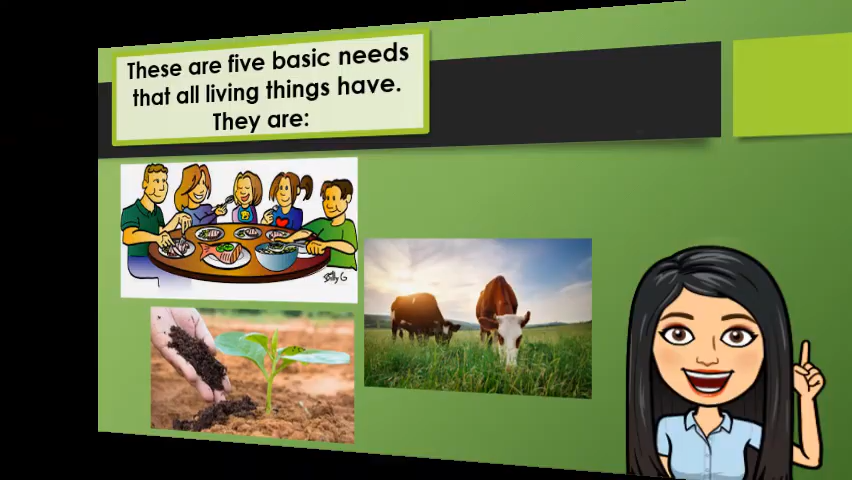 These are five basic needs
that all living things have.
They are: